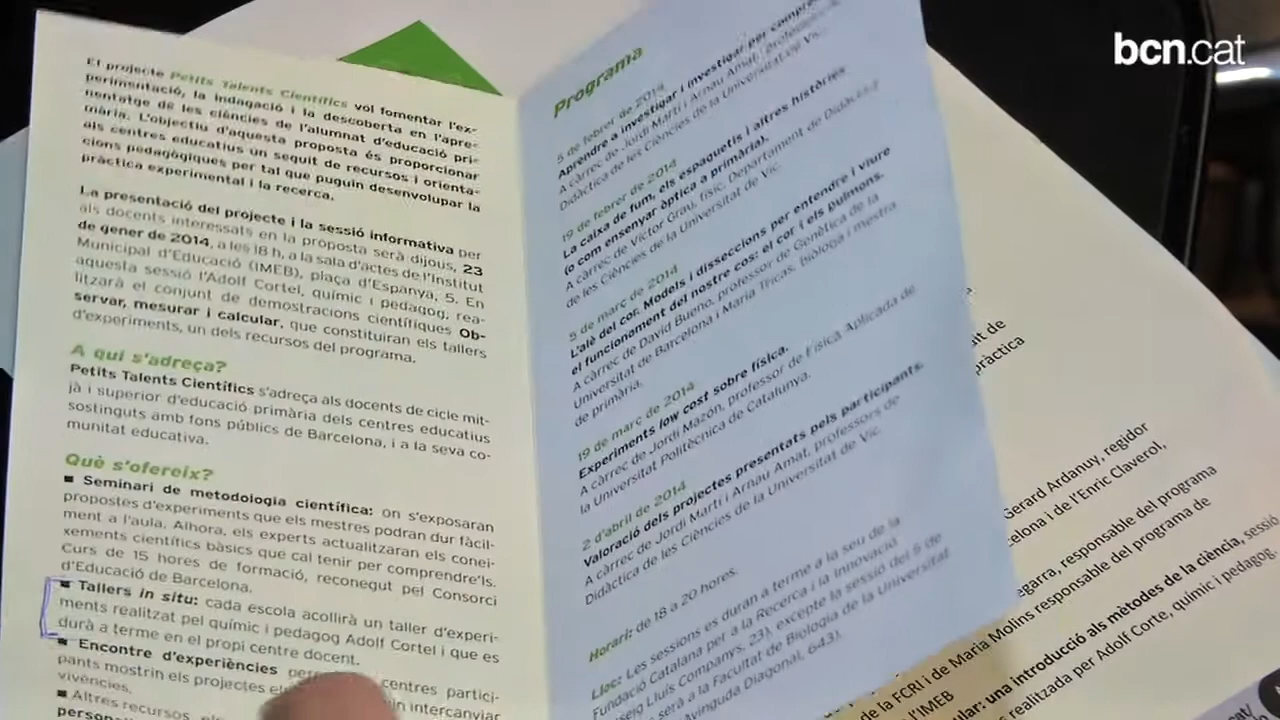 bcn.cat
El projecte Petits Talents Científics vol fomentar l'ex-
perimentació, la indagació i la descoberta en l'apre-
nentatge de les ciències de l'alumnat d'educació pri-
mària. L'objectiu d'aquesta proposta és proporcionar
als centres educatius un seguit de recursos i orienta-
cions pedagògiques per tal que puguin desenvolupar la
pràctica experimental i la recerca.
La presentació del projecte i la sessió informativa per
als docents interessats en la proposta serà dijous, 23
de gener de 2014, a les 18 h, a la sala d'actes de l'Institut
Municipal d'Educació (IMEB), plaça d'Espanya, 5. En
aquesta sessió l'Adolf Cortel, químic i pedagog, rea-
litzarà el conjunt de demostracions científiques Ob-
servar, mesurar i calcular, que constituiran els tallers
d'experiments, un dels recursos del programa.
A qui s'adreça?
Petits Talents Científics s'adreça als docents de cicle mit-
jà i superior d'educació primària dels centres educatius
sostinguts amb fons públics de Barcelona, i a la seva co-
munitat educativa.
Què s'ofereix?
■ Seminari de metodologia científica: on s'exposaran
propostes d'experiments que els mestres podran dur fàcil-
ment a l'aula. Alhora, els experts actualitzaran els conei-
xements científics bàsics que cal tenir per comprendre'ls.
Curs de 15 hores de formació, reconegut pel Consorci
d'Educació de Barcelona.
■ Tallers in situ: cada escola acollirà un taller d'experi-
ments realitzat pel químic i pedagog Adolf Cortel i que es
durà a terme en el propi centre docent.
■ Encontre d'experiències centres partici-
pants mostrin els projectes intercanviar
vivències.
■ Altres recursos,
Programa
5 de febrer de 2014
Aprendre a investigar i investigar per
A càrrec de Jordi Martí i Arnau Amat,
Didàctica de les Ciències de la Universitat de Vic.
19 de febrer de 2014
La caixa de fum, els espaguetis i altres histories
(o com ensenyar òptica a primària).
A càrrec de Víctor Grau, físic. Departament de Didàctica
de les Ciències de la Universitat de Vic.
5 de març de 2014
L'alè del cor. Models i disseccions per entendre i viure
el funcionament del nostre cos: el cor i els pulmons.
A càrrec de David Bueno, professor de Genètica de la
Universitat de Barcelona i Maria Tricas, biòloga i mestra
de primària.
19 de març de 2014
Experiments low cost sobre física.
A càrrec de Jordi Mazón, professor de Física Aplicada de
la Universitat Politècnica de Catalunya.
2 d'abril de 2014
Valoració dels projectes presentats pels participants.
A càrrec de Jordi Martí i Arnau Amat, professors de
Didàctica de les Ciències de la Universitat de Vic.
Horari: de 18 a 20 hores.
Lloc: Les sessions es duran a terme a la seu de la
Fundació Catalana per a la Recerca i la Innovació
Lluís Companys, 23), excepte la sessió del 5 de
serà a la Facultat de Biologia de la Universitat
Diagonal, 643).
de
pràctica
Gerard Ardanuy, regidor
i de l'Enric Claverol,
responsable del programa
de la FCRI i de Maria Molins responsable del programa de
l'IMEB
una introducció als mètodes de la ciència, sessió
realitzada per Adolf Corte, químic i pedagog